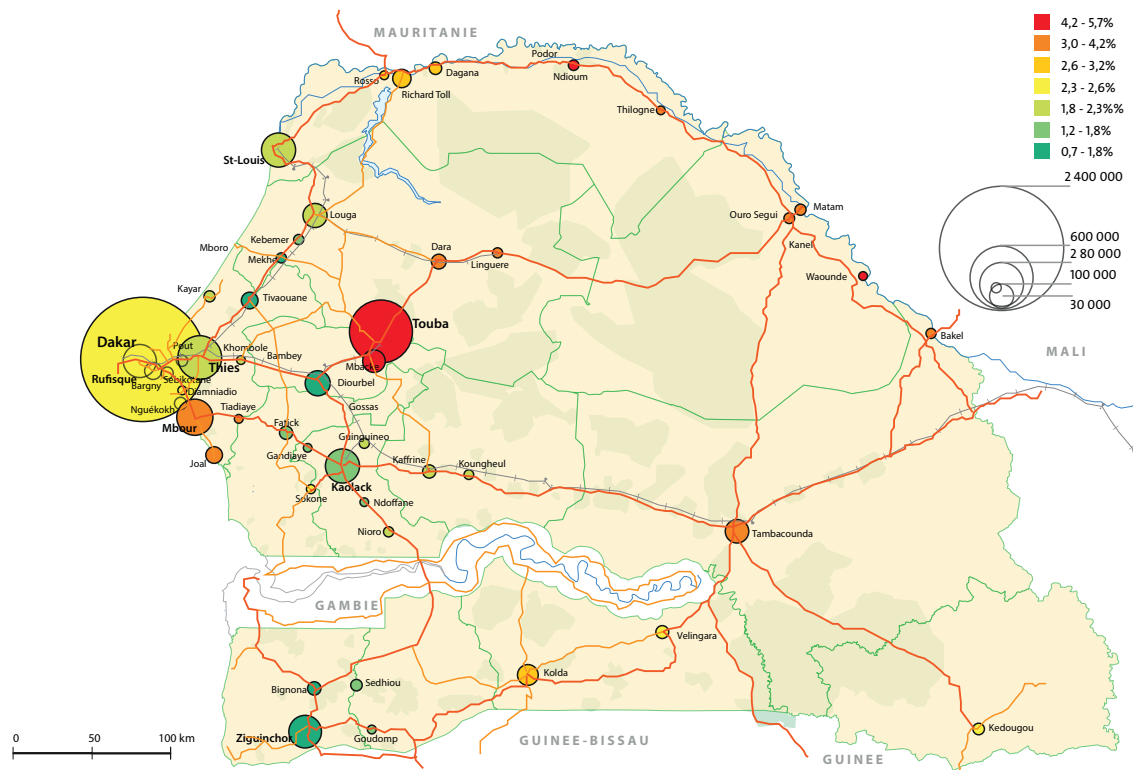 MAURITANIE
4,2 - 5,7%
3,0 - 4,2%
2,6 - 3,2%
2,3 - 2,6%
1,8 - 2,3%%
1,2 - 1,8%
0,7 - 1,8%
2 400 000
600 000
2 80 000
100 000
30 000
Podor
Ndioum
Dagana
Rosso
Richard Toll
Thilogne
St-Louis
Louga
Ouro Segui
Matam
Kanel
Kebemer
Mboro
Mekhe
Dara
Linguere
Waounde
Kayar
Tivaouane
Touba
Dakar
Pout
Khombole
Bambey
Thies
Mbacke
Bakel
MALI
Rufisque
Bargny
Sebikotane
Diamniadio
Diourbel
Nguékokh
Tiadiaye
Gossas
Mbour
Fatick
Guinguineo
Gandiaye
Joal
Kaffrine
Koungheul
Kaolack
Sokone
Ndoffane
Nioro
Tambacounda
GAMBIE
Velingara
Kolda
Bignona
Sedhiou
Kedougou
Ziguinchor
Goudomp
GUINEE-BISSAU
GUINEE
0
50
100 km